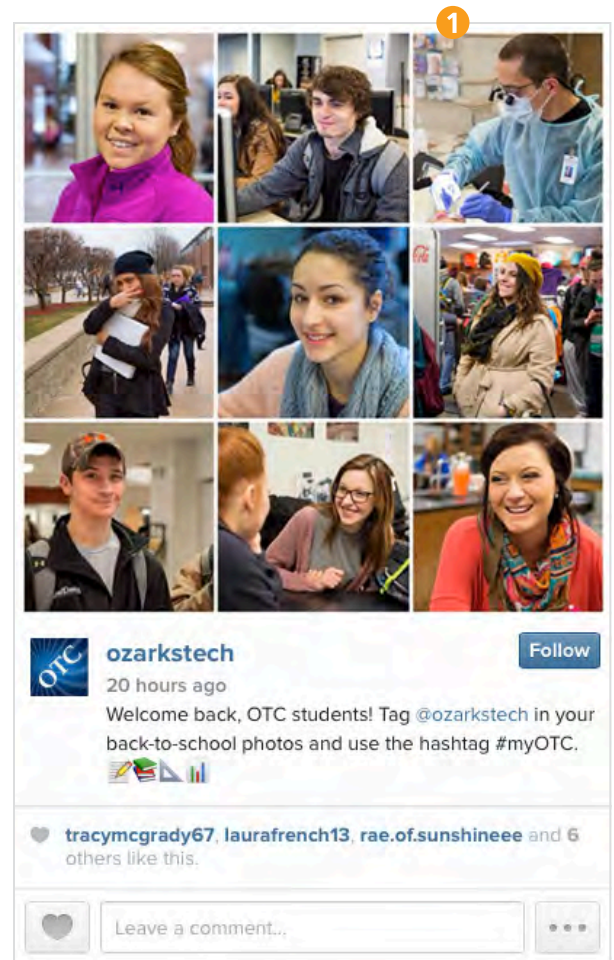 1
ozarkstech
Follow
OTC
20 hours ago
Welcome back, OTC students! Tag @ozarkstech in your
back-to-school photos and use the hashtag #myOTC.
tracymcgrady67, laurafrench13, rae.of.sunshineee and 6
others like this.
Leave a comment...